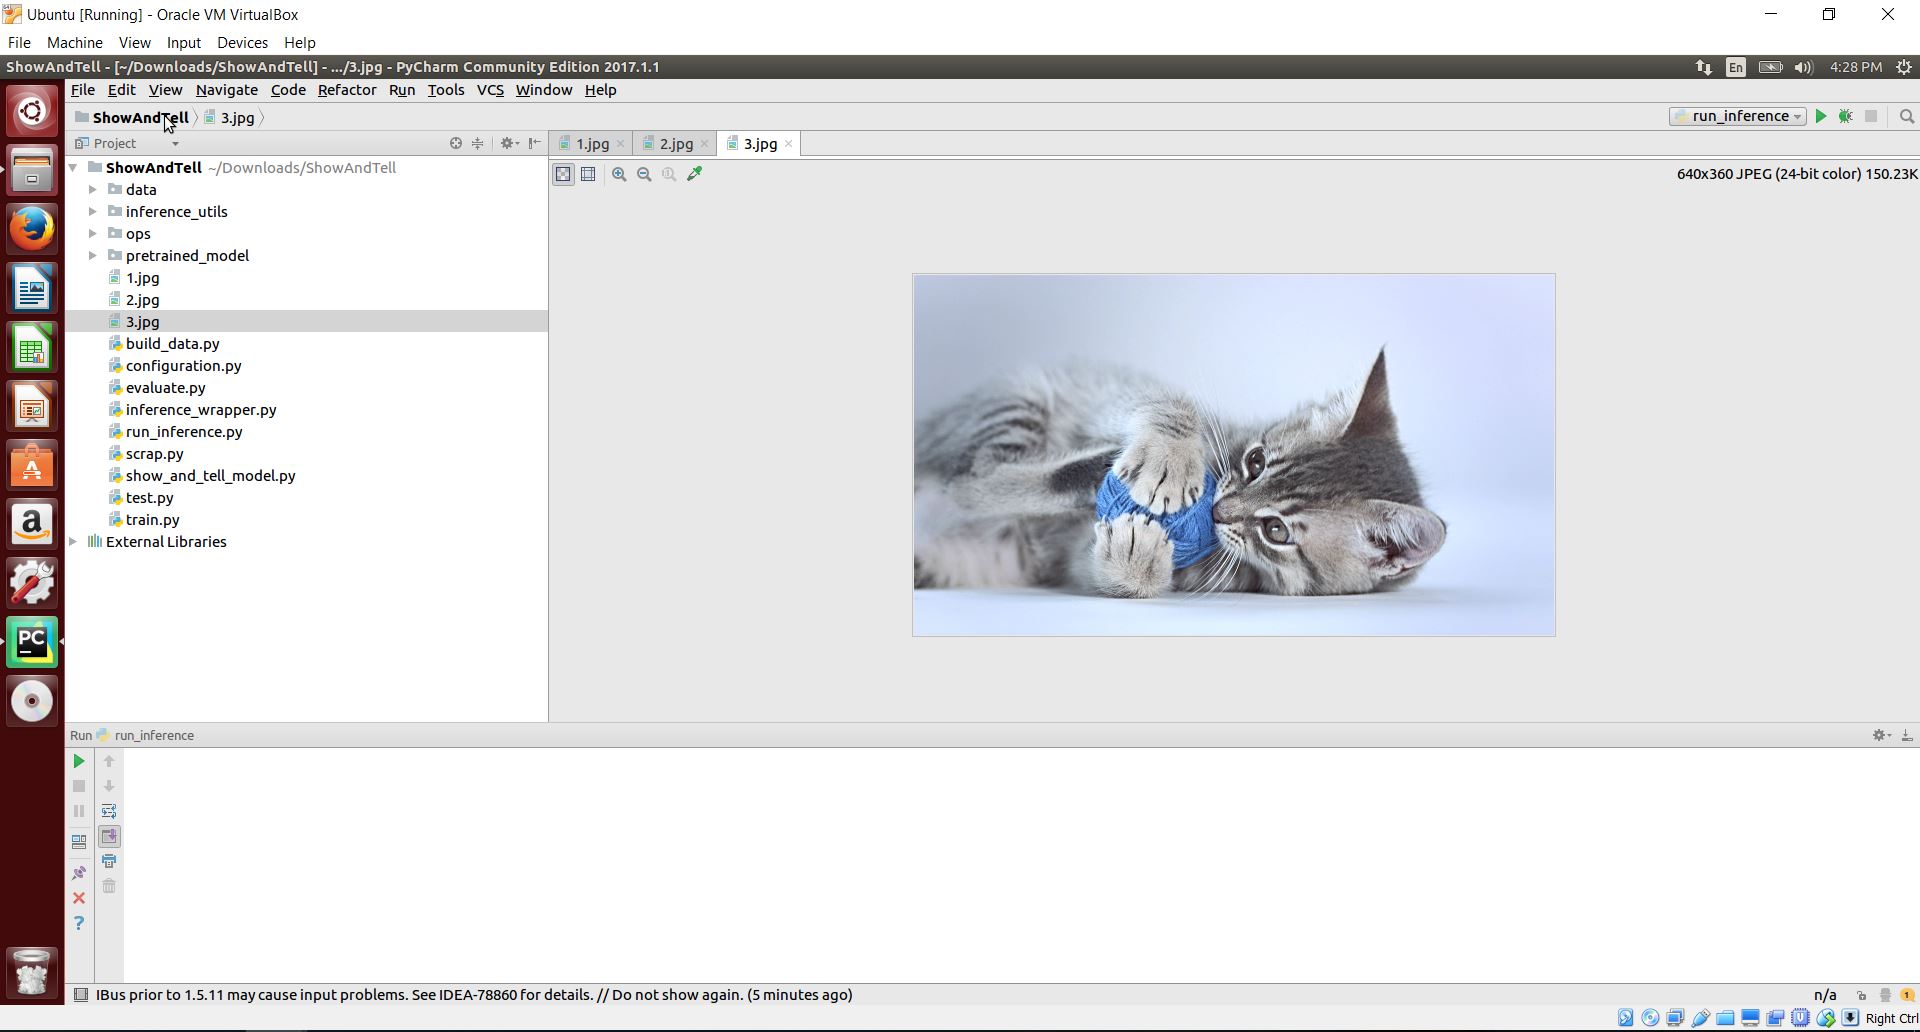 Ubuntu [Running] - Oracle VM VirtualBox
File Machine View Input Devices Help
ShowAndTell - [~/Downloads/ShowAndTell] - .../3.jpg - PyCharm Community Edition 2017.1.1
En 4:28 PM
File Edit View Navigate Code Refactor Run Tools VCS Window Help
ShowAndTell 3.jpg
run_inference
Project
1.jpg 2.jpg 3.jpg
ShowAndTell ~/Downloads/ShowAndTell
640x360 JPEG (24-bit color) 150.23K
data
inference_utils
ops
pretrained_model
1.jpg
2.jpg
3.jpg
build_data.py
configuration.py
evaluate.py
inference_wrapper.py
run_inference.py
scrap.py
show_and_tell_model.py
test.py
train.py
External Libraries
PC
Run run_inference
IBus prior to 1.5.11 may cause input problems. See IDEA-78860 for details. // Do not show again. (5 minutes ago)
n/a 1
Right Ctrl